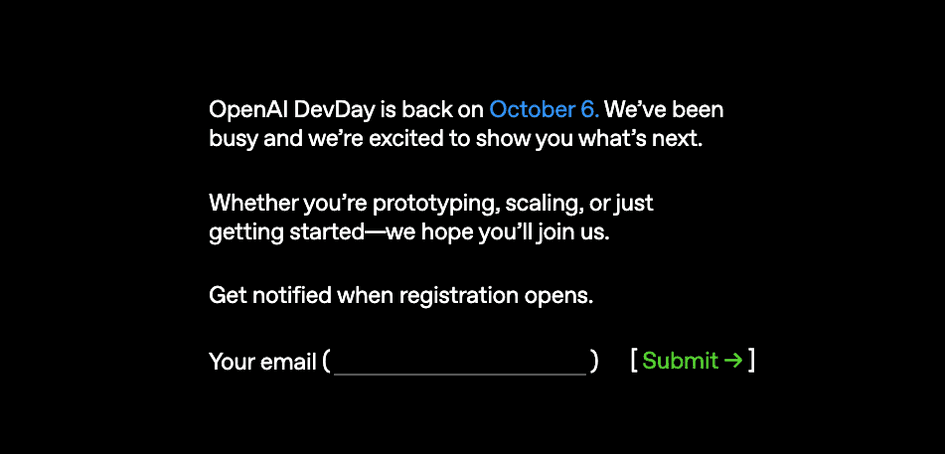 OpenAI DevDay is back on October 6. We’ve been
busy and we’re excited to show you what’s next.
Whether you’re prototyping, scaling, or just
getting started—we hope you’ll join us.
Get notified when registration opens.
Your email ( ) [ Submit → ]